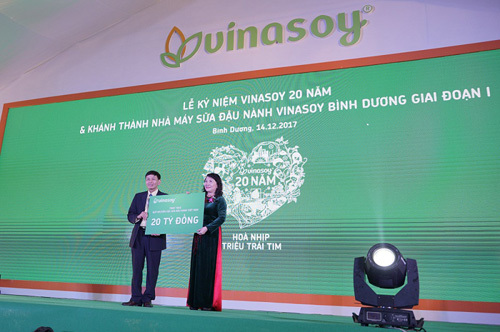 vinasoy
LỄ KỶ NIỆM VINASOY 20 NĂM
& KHÁNH THÀNH NHÀ MÁY SỮA ĐẬU NÀNH VINASOY BÌNH DƯƠNG GIAI ĐOẠN I
Bình Dương, 14.12.2017
vinasoy
20 NĂM
HOÀ NHỊP
TRIỆU TRÁI TIM
vinasoy
20 TỶ ĐỒNG